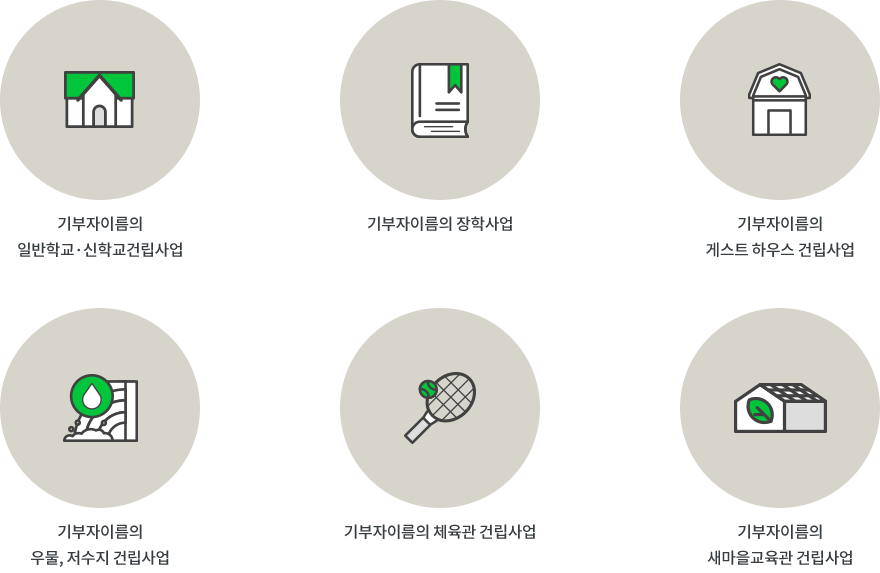 기부자이름의
일반학교·신학교건립사업
기부자이름의 장학사업
기부자이름의
게스트 하우스 건립사업
기부자이름의
우물, 저수지 건립사업
기부자이름의 체육관 건립사업
기부자이름의
새마을교육관 건립사업